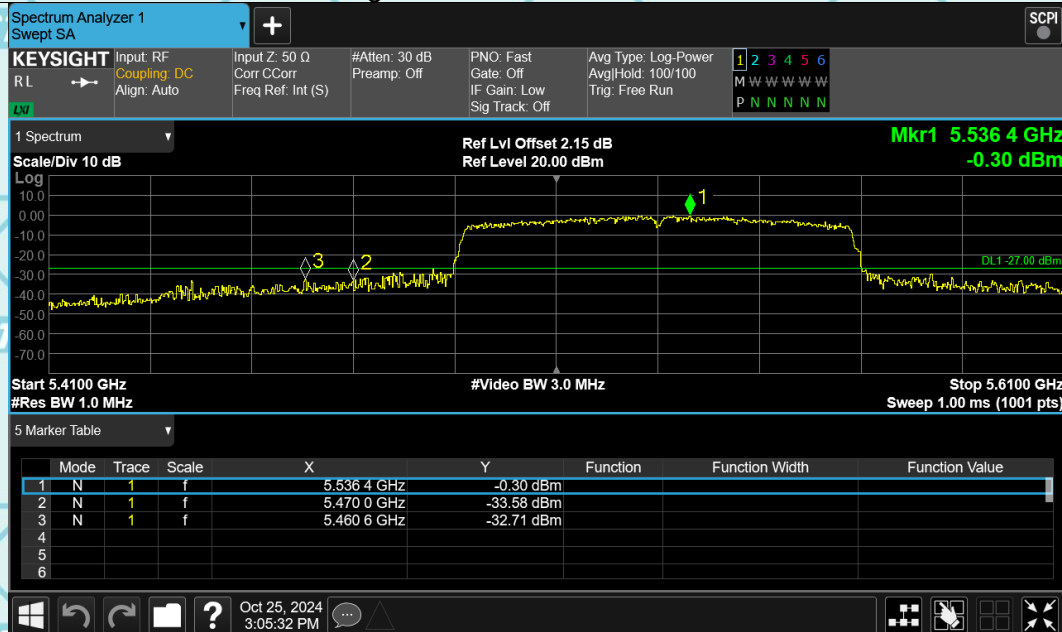 Spectrum Analyzer 1
Swept SA
+
SCPI
KEYSIGHT Input: RF Input Z: 50 Ω #Atten: 30 dB PNO: Fast Avg Type: Log-Power 1 2 3 4 5 6
RL Coupling: DC Corr CCorr Preamp: Off Gate: Off Avg|Hold: 100/100 M W W W W W
Align: Auto Freq Ref: Int (S) IF Gain: Low Trig: Free Run
LXI Sig Track: Off P N N N N N
1 Spectrum
Scale/Div 10 dB
Ref Lvl Offset 2.15 dB
Ref Level 20.00 dBm
Mkr1 5.536 4 GHz
-0.30 dBm
Log
10.0
0.00
-10.0
-20.0
-30.0
-40.0
-50.0
-60.0
-70.0
1
3
2
DL1 -27.00 dBm
Start 5.4100 GHz #Video BW 3.0 MHz Stop 5.6100 GHz
#Res BW 1.0 MHz Sweep 1.00 ms (1001 pts)
5 Marker Table
Mode Trace Scale X Y Function Function Width Function Value
1 N 1 f 5.536 4 GHz -0.30 dBm
2 N 1 f 5.470 0 GHz -33.58 dBm
3 N 1 f 5.460 6 GHz -32.71 dBm
4
5
6
?
Oct 25, 2024
3:05:32 PM